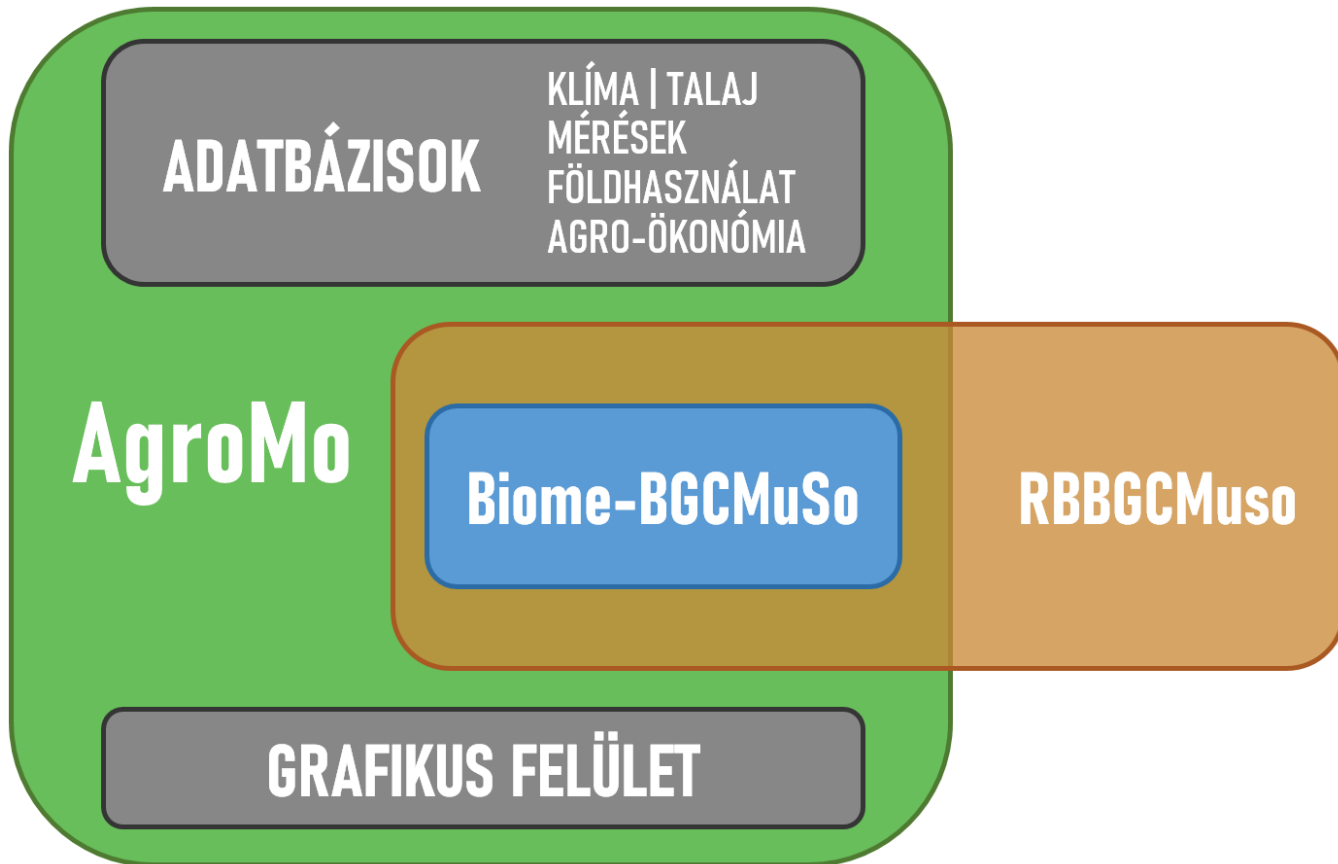 ADATBÁZISOK
KLÍMA | TALAJ
MÉRÉSEK
FÖLDHASZNÁLAT
AGRO-ÖKONÓMIA
AgroMo
Biome-BGCMuSo
RBBGCMuso
GRAFIKUS FELÜLET